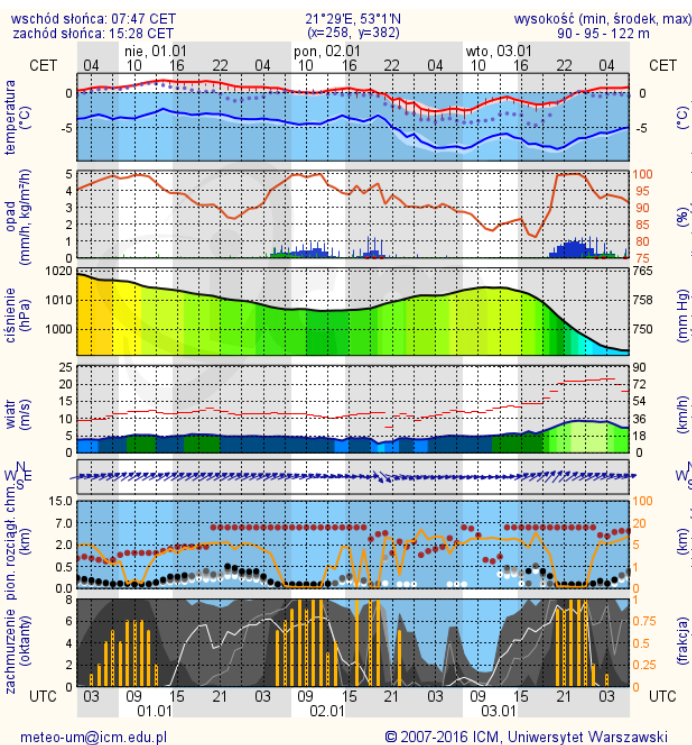 wschód słońca: 07:47 CET 21°29'E, 53°1'N wysokość (min, środek, max)
zachód słońca: 15:28 CET (x=258, y=382) 90 - 95 - 122 m
nie, 01.01 pon, 02.01 wto, 03.01
CET 04 10 16 22 04 10 16 22 04 10 16 22 04 CET
temperatura (°C)
0
-5
0
-5
(°C)
opad (mm/h, kg/m²/h)
5
4
3
2
1
0
100
95
90
85
80
75
(%)
ciśnienie (hPa)
1020
1010
1000
765
758
750
(mm Hg)
wiatr (m/s)
25
20
15
10
5
0
90
72
54
36
18
0
(km/h)
N
W E
S
N
W
S
pion. rozciągł. chm. (km)
15.0
7.0
2.0
0.5
0.0
100
20
5
1
0
(km)
zachmurzenie (oktanty)
8
6
4
2
0
1
0.75
0.5
0.25
0
(frakcja)
UTC 03 09 15 21 03 09 15 21 03 09 15 21 03 UTC
01.01 02.01 03.01
meteo-um@icm.edu.pl © 2007-2016 ICM, Uniwersytet Warszawski